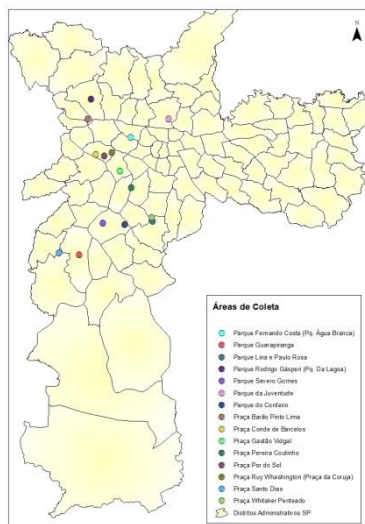 N
Áreas de Coleta
Parque Fernando Costa (Pq. Água Branca)
Parque Guarapiranga
Parque Lina e Paulo Rosa
Parque Rodrigo Gásperi (Pq. Da Lagoa)
Parque Severo Gomes
Parque da Juventude
Parque do Cordeiro
Praça Barão Pinto Lima
Praça Conde de Barcelos
Praça Gastão Vidigal
Praça Pereira Coutinho
Praça Por do Sol
Praça Ruy Whashington (Praça da Coruja)
Praça Santo Dias
Praça Whitaker Penteado
Distritos Administrativos SP